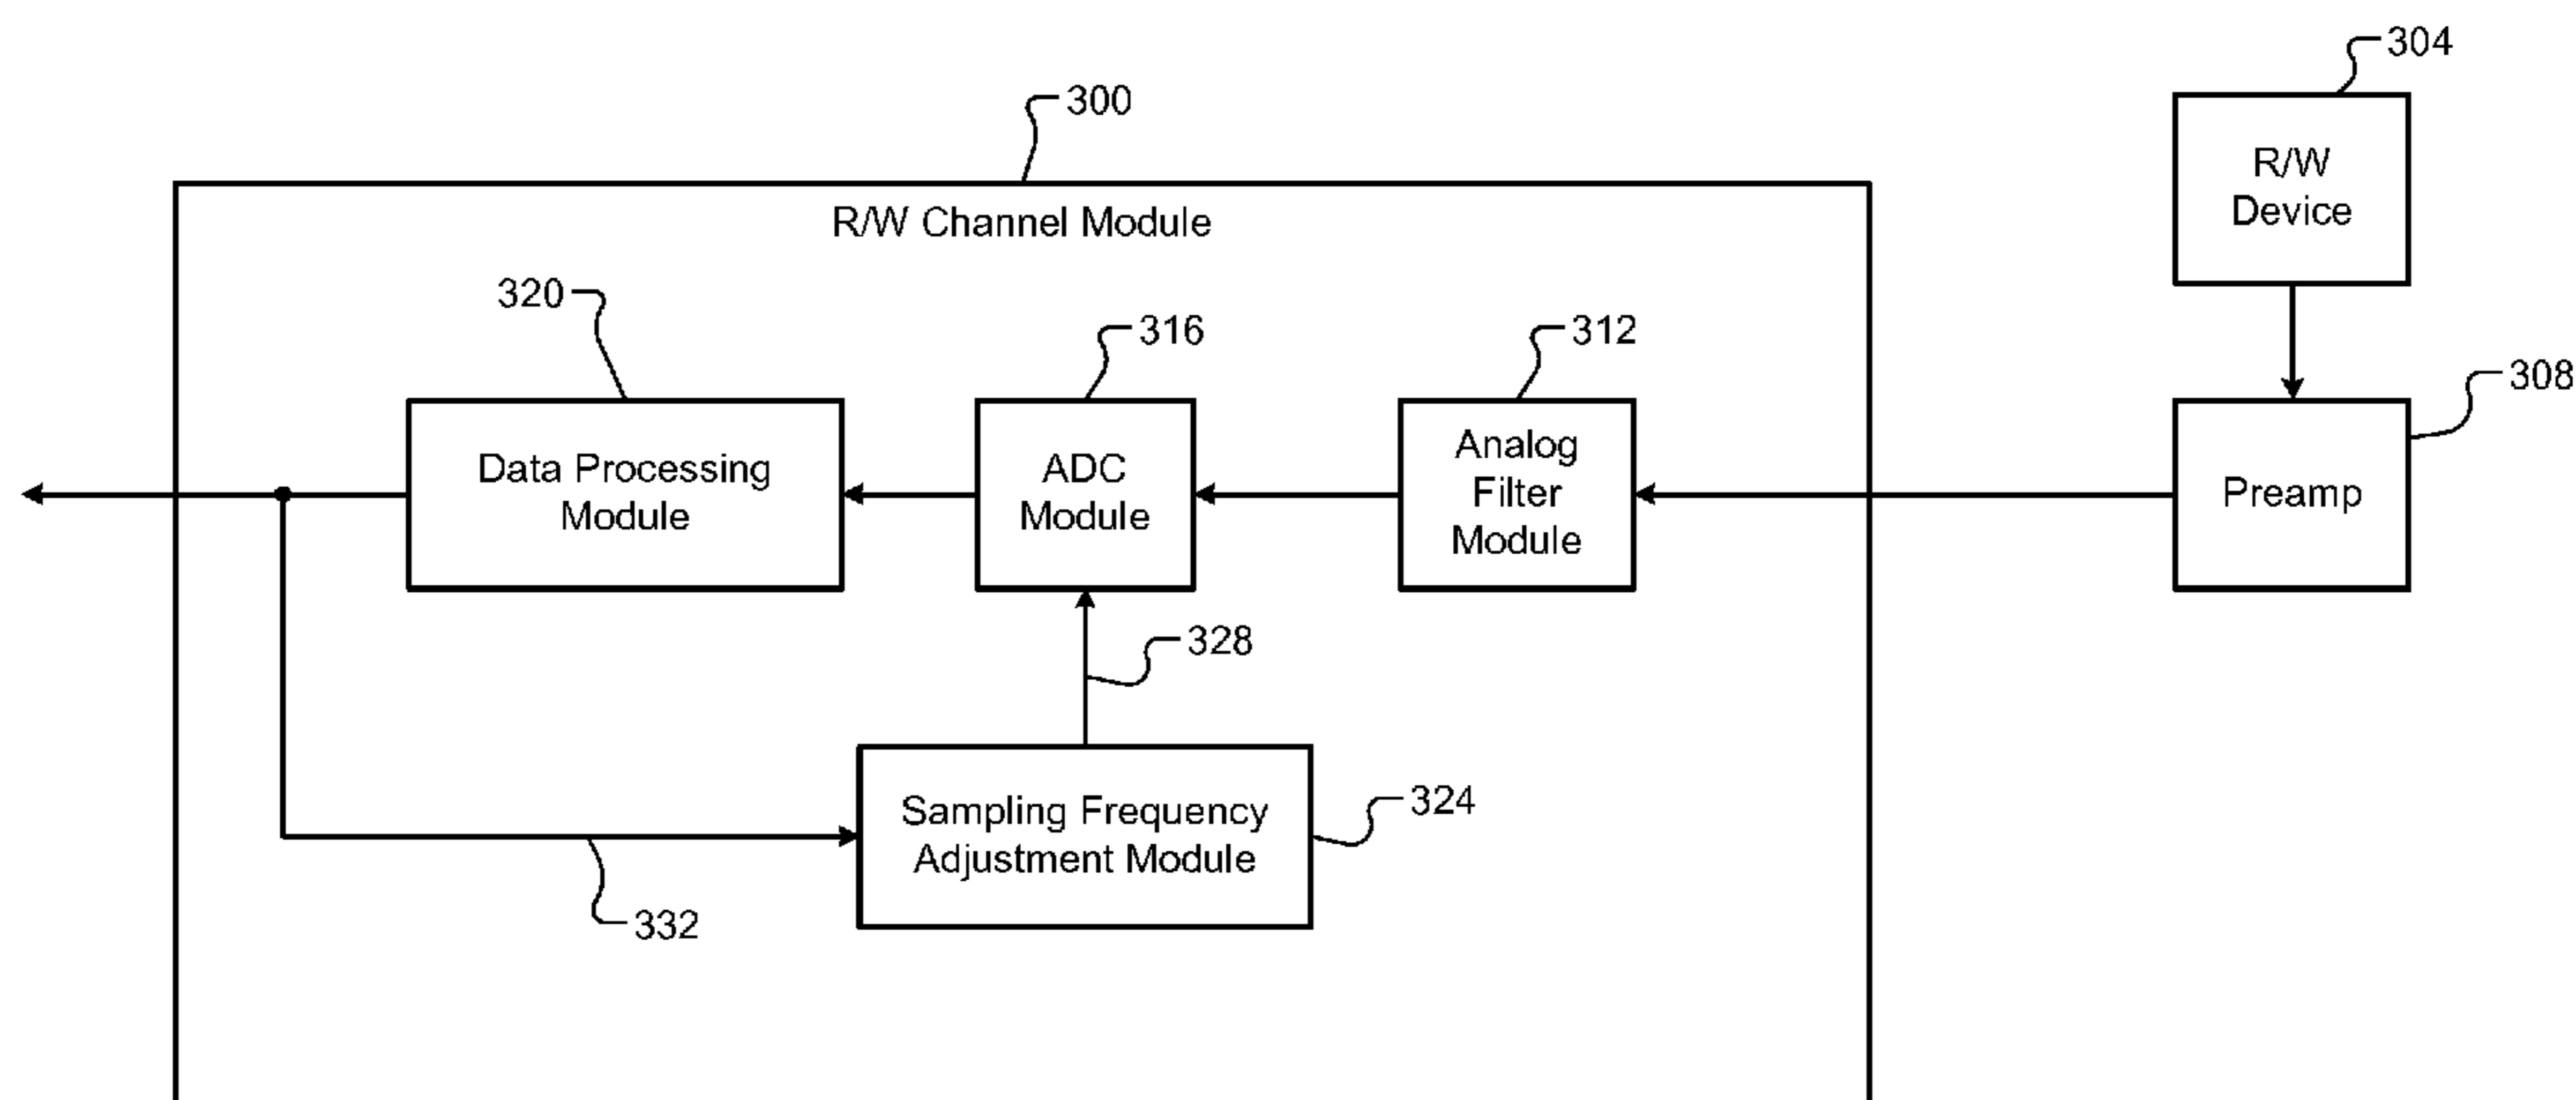 304
300
R/W
Device
R/W Channel Module
320
316
312
308
Data Processing
Module
ADC
Module
Analog
Filter
Module
Preamp
328
324
Sampling Frequency
Adjustment Module
332